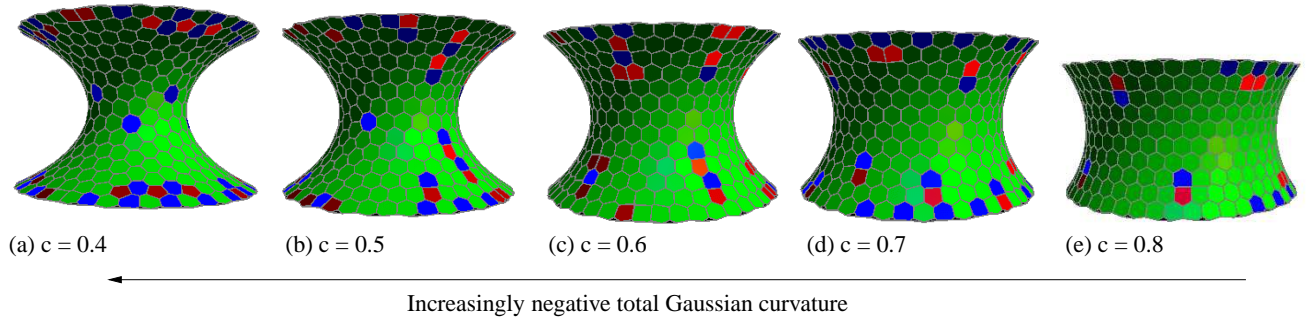 (a) c = 0.4
(b) c = 0.5
(c) c = 0.6
(d) c = 0.7
(e) c = 0.8
Increasingly negative total Gaussian curvature